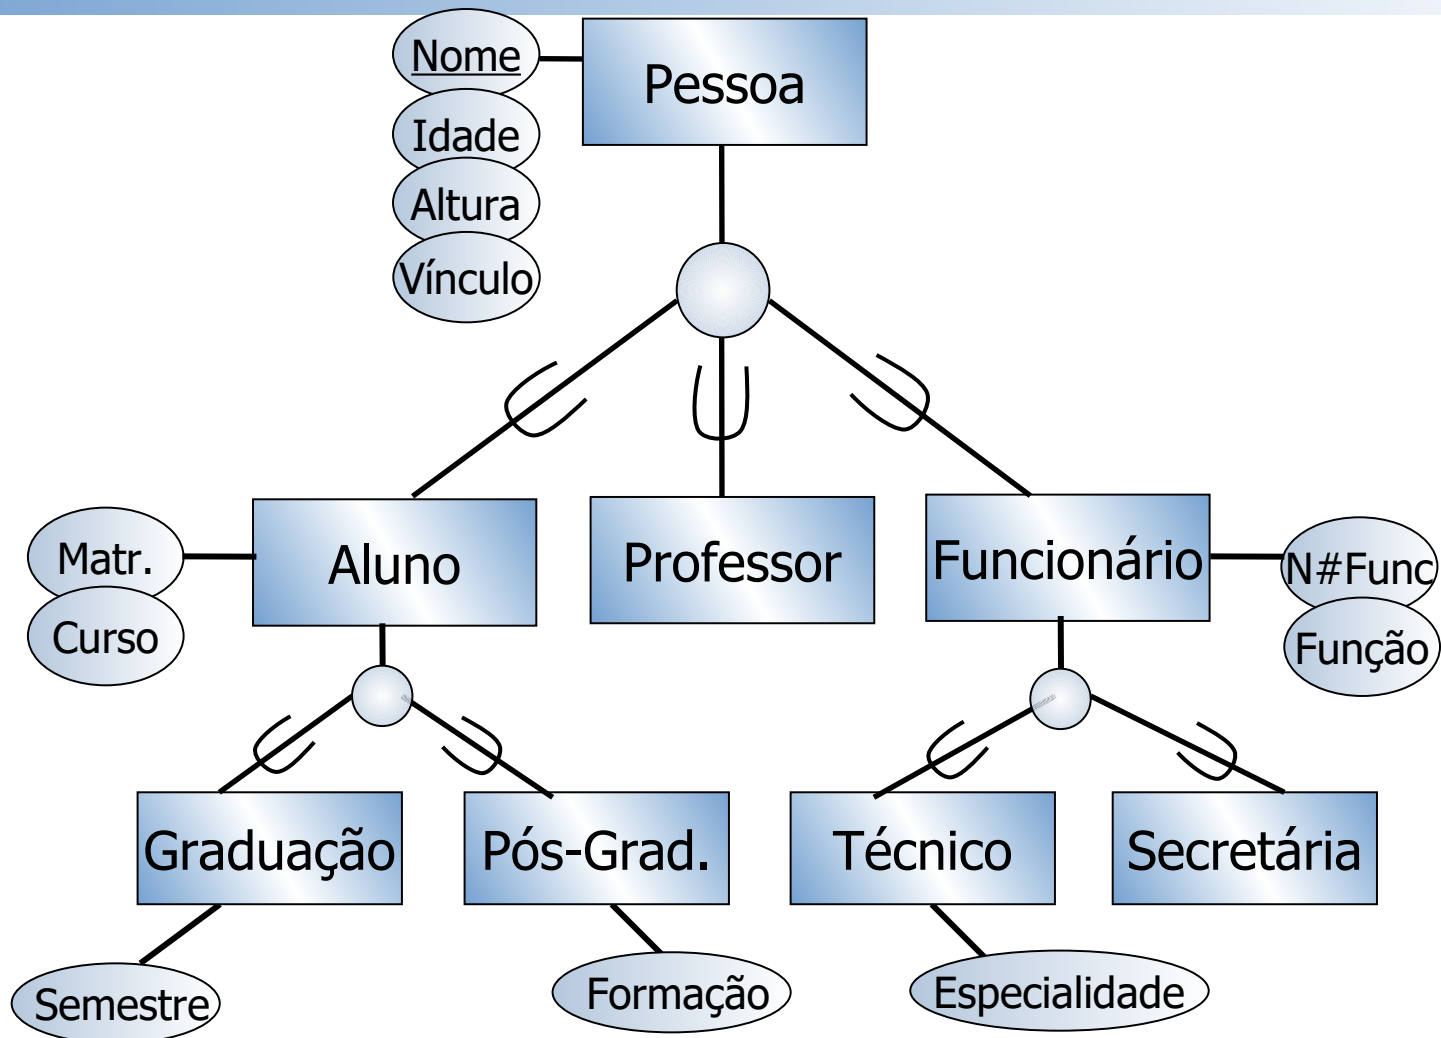 Nome
Pessoa
Idade
Altura
Vínculo
Matr.
Aluno
Professor
Funcionário
N#Func
Curso
Função
Graduação
Pós-Grad.
Técnico
Secretária
Semestre
Formação
Especialidade